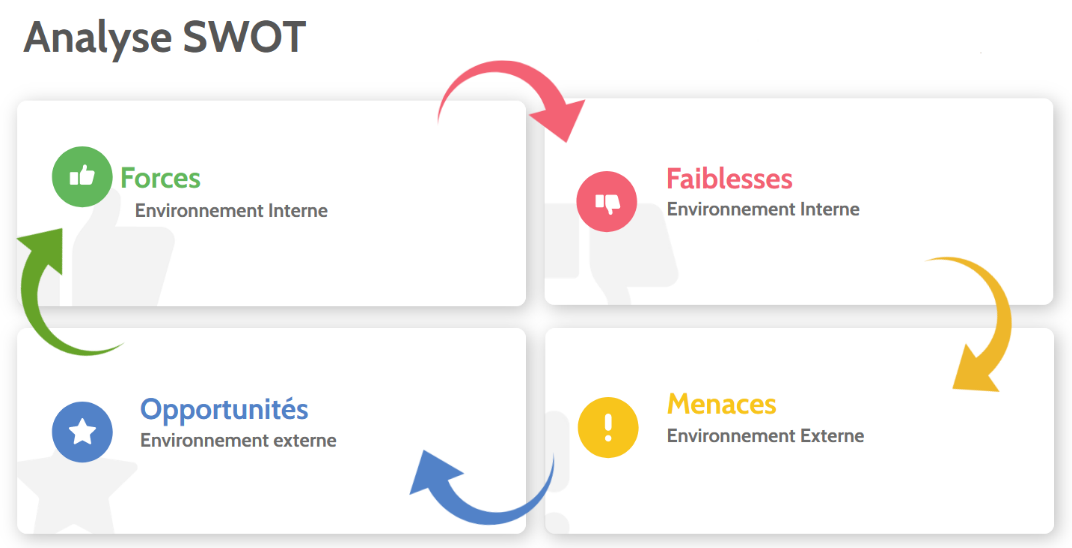 Analyse SWOT
Forces
Environnement Interne
Faiblesses
Environnement Interne
Opportunités
Environnement externe
Menaces
Environnement Externe